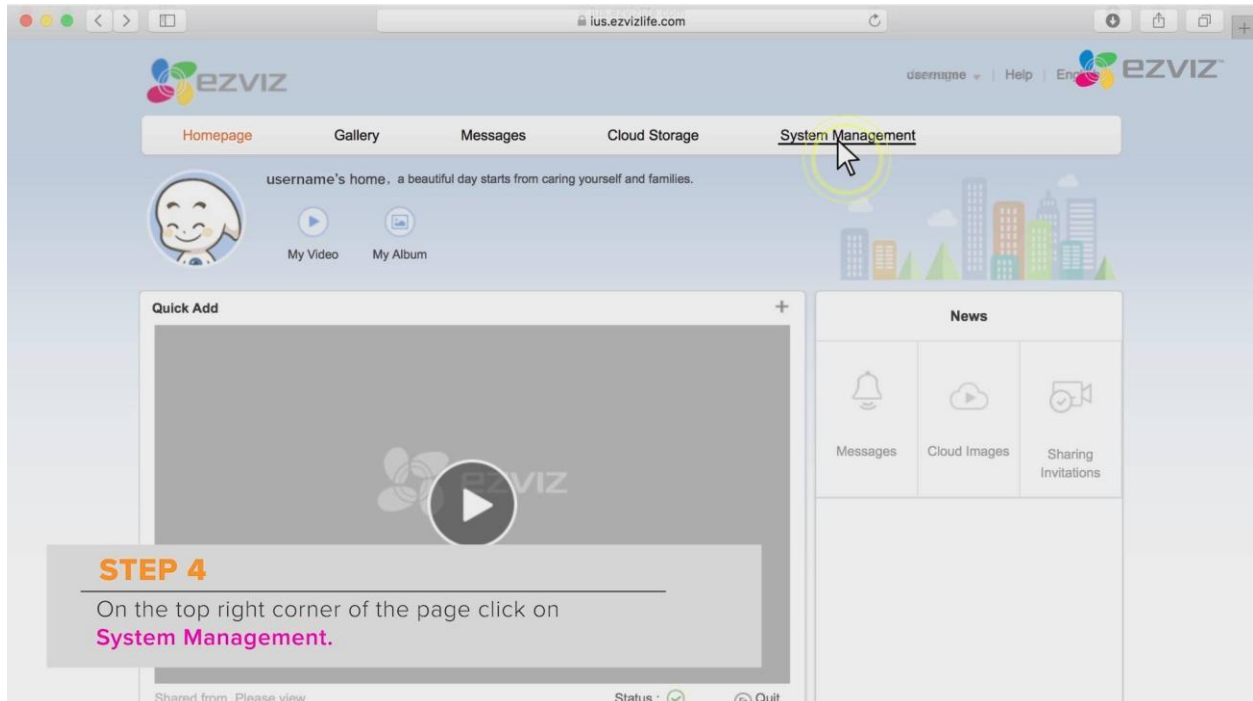 ius.ezvizlife.com
ezviz
username
Help
ezviz
Homepage
Gallery
Messages
Cloud Storage
System Management
username's home, a beautiful day starts from caring yourself and families.
My Video
My Album
Quick Add
News
ezviz
Messages
Cloud Images
Sharing
Invitations
STEP 4
On the top right corner of the page click on
System Management.
Shared from Please view
Status :
Quit